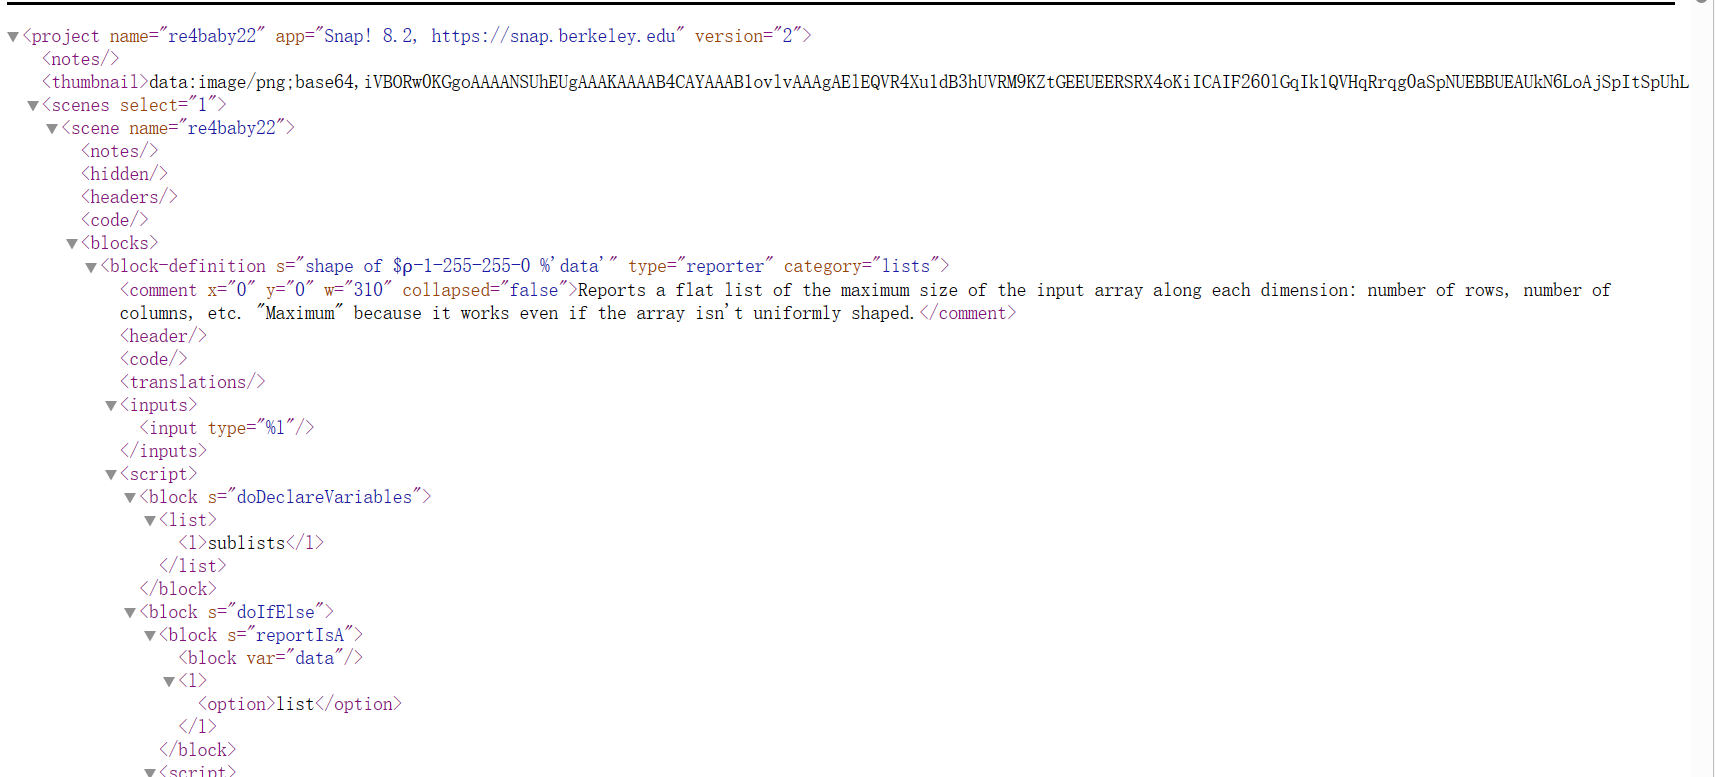 ▼<project name="re4baby22" app="Snap! 8.2, https://snap.berkeley.edu" version="2">
<notes/>
<thumbnail>data:image/png;base64,
▼<scenes select="1">
▼<scene name="re4baby22">
<notes/>
<hidden/>
<headers/>
<code/>
▼<blocks>
▼<block-definition s="shape of $ρ-1-255-255-0 %'data'" type="reporter" category="lists">
<comment x="0" y="0" w="310" collapsed="false">Reports a flat list of the maximum size of the input array along each dimension: number of rows, number of
columns, etc. "Maximum" because it works even if the array isn't uniformly shaped.</comment>
<header/>
<code/>
<translations/>
▼<inputs>
<input type="%l"/>
</inputs>
▼<script>
▼<block s="doDeclareVariables">
▼<list>
<l>sublists</l>
</list>
</block>
▼<block s="doIfElse">
▼<block s="reportIsA">
<block var="data"/>
▼<l>
<option>list</option>
</l>
</block>
▼<script>